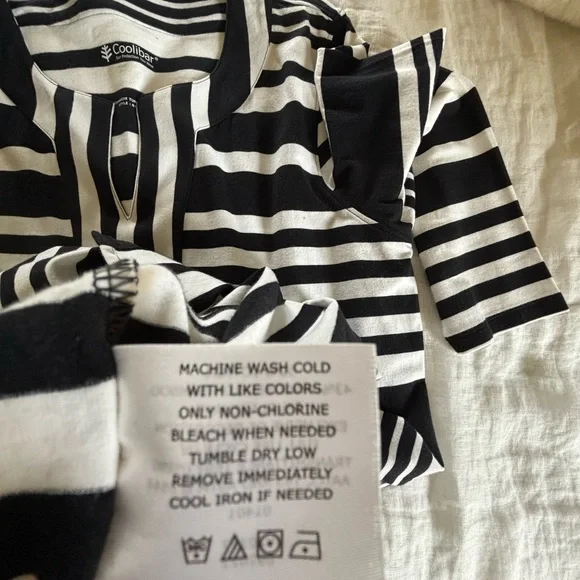 Coolibar®
MACHINE WASH COLD
WITH LIKE COLORS
ONLY NON-CHLORINE
BLEACH WHEN NEEDED
TUMBLE DRY LOW
REMOVE IMMEDIATELY
COOL IRON IF NEEDED